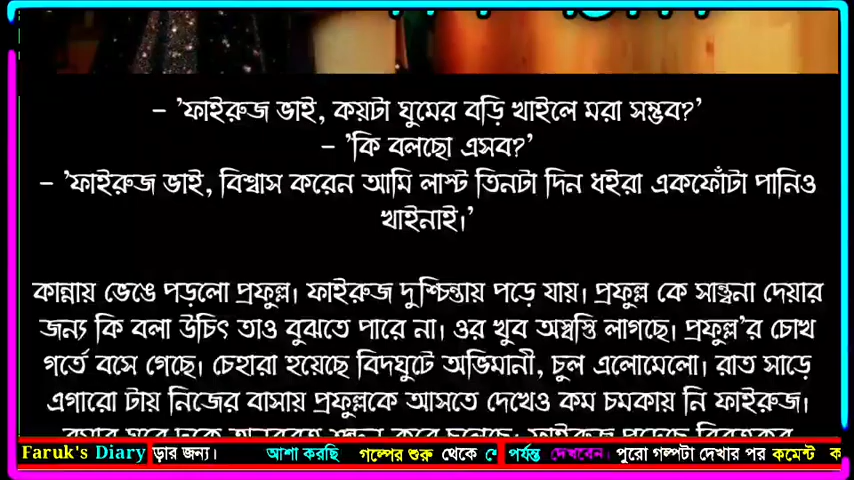 – 'ফাইরুজ ভাই, কয়টা ঘুমের বড়ি খাইলে মরা সম্ভব?'
– 'কি বলছো এসব?'
– 'ফাইরুজ ভাই, বিশ্বাস করেন আমি লাস্ট তিনটা দিন ধইরা একফোঁটা পানিও
খাইনাই।'
কান্নায় ভেঙে পড়লো প্রফুল্ল। ফাইরুজ দুশ্চিন্তায় পড়ে যায়। প্রফুল্ল কে সান্ত্বনা দেয়ার
জন্য কি বলা উচিৎ তাও বুঝতে পারে না। ওর খুব অস্বস্তি লাগছে। প্রফুল্ল'র চোখ
গর্তে বসে গেছে। চেহারা হয়েছে বিদঘুটে অভিমানী, চুল এলোমেলো। রাত সাড়ে
এগারো টায় নিজের বাসায় প্রফুল্লকে আসতে দেখেও কম চমকায় নি ফাইরুজ।
Faruk's Diary ড়ার জন্য। আশা করছি গল্পের শুরু থেকে শে পর্যন্ত দেখবেন। পুরো গল্পটা দেখার পর কমেন্ট ক